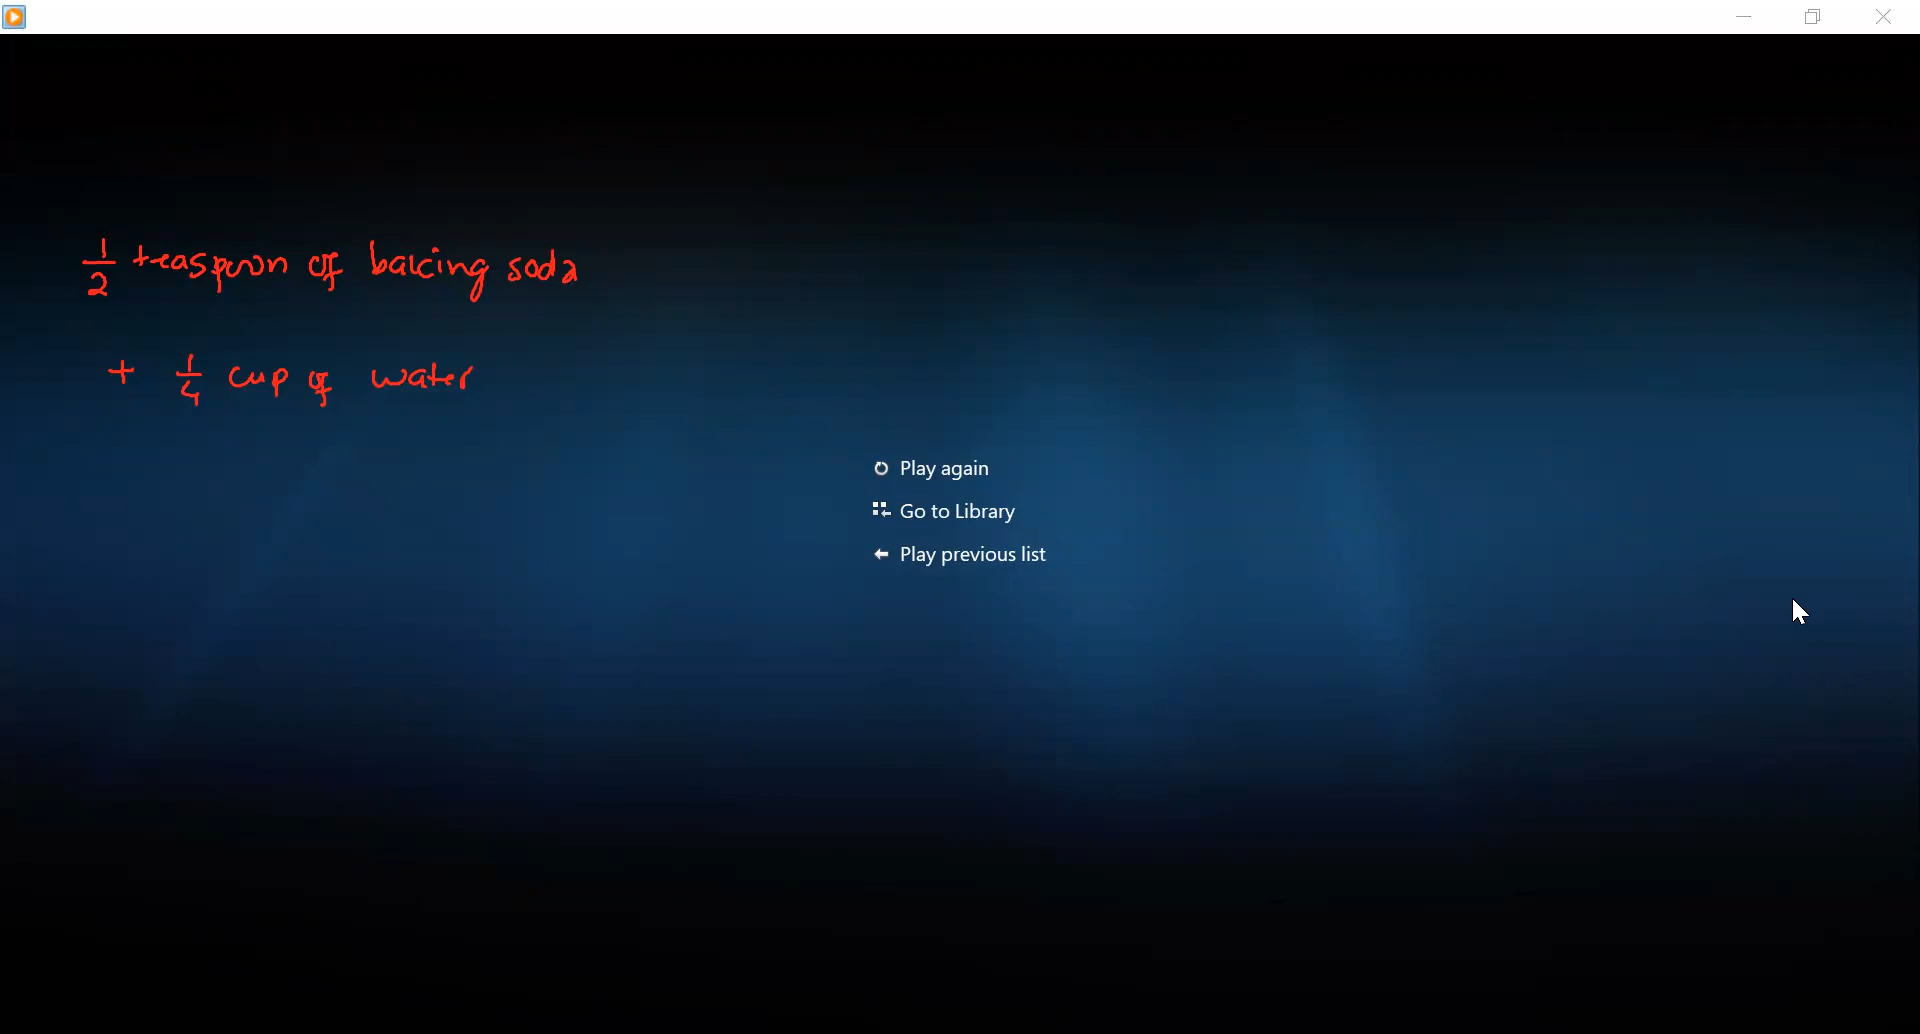 1/2 teaspoon of baking soda
+ 1/4 cup of water
Play again
Go to Library
Play previous list